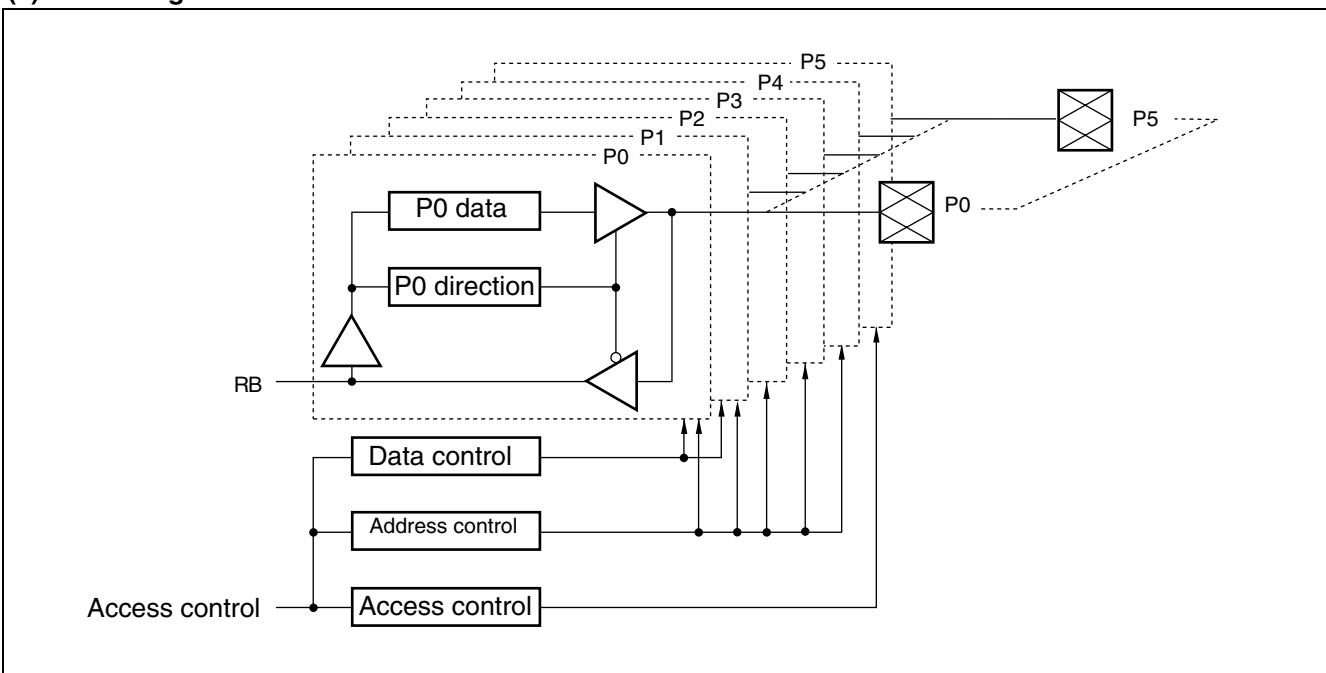 P5
P4
P3
P2
P1
P0
P5
P0 data
P0
P0 direction
RB
Data control
Address control
Access control
Access control